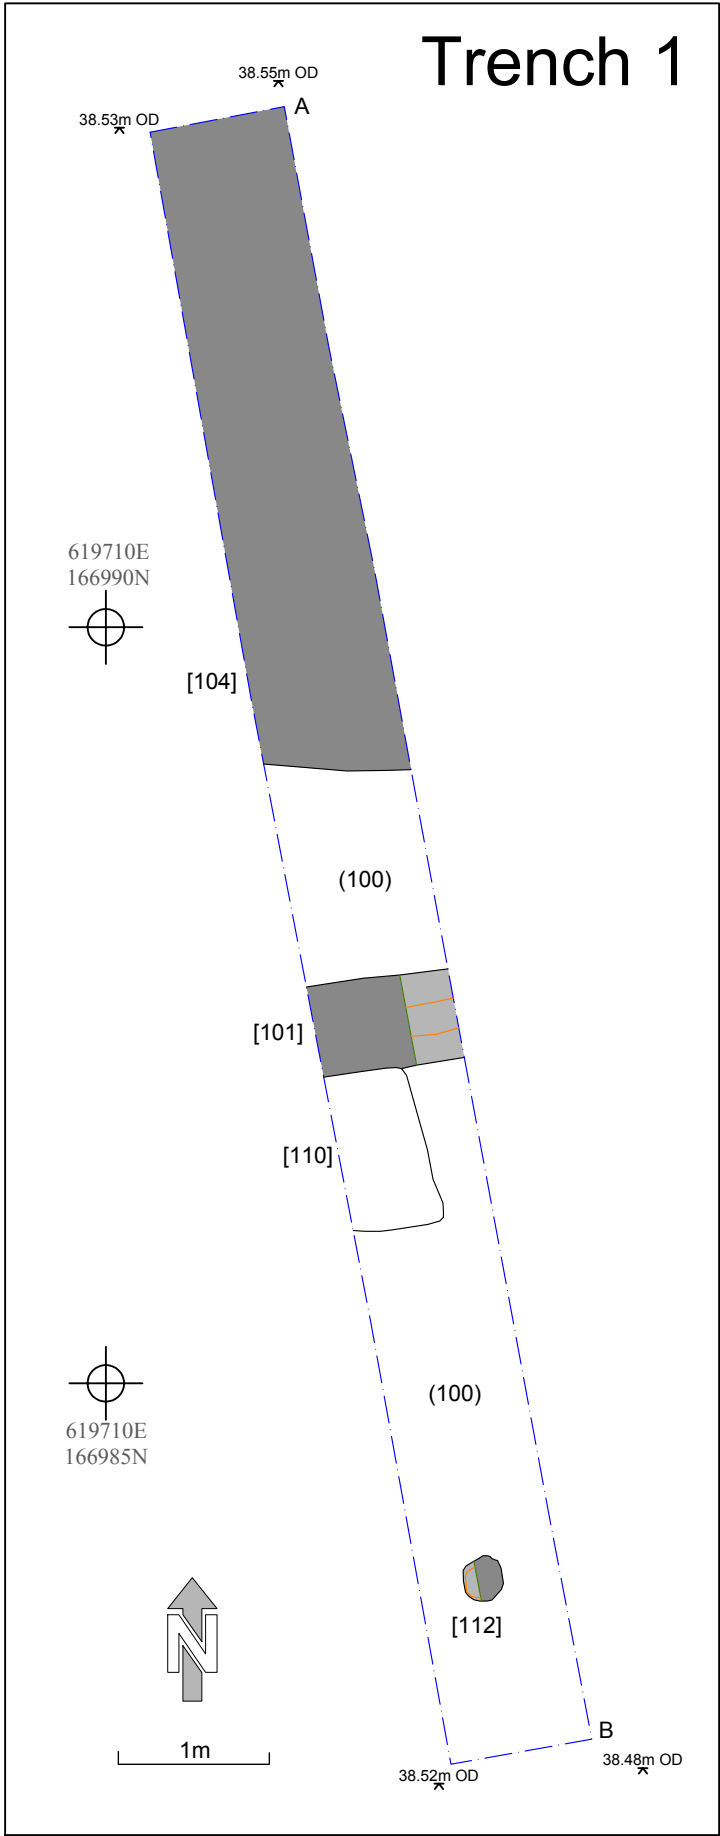 Trench 1
38.55m OD
A
38.53m OD
619710E
166990N
[104]
(100)
[101]
[110]
(100)
619710E
166985N
[112]
N
1m
B
38.48m OD
38.52m OD